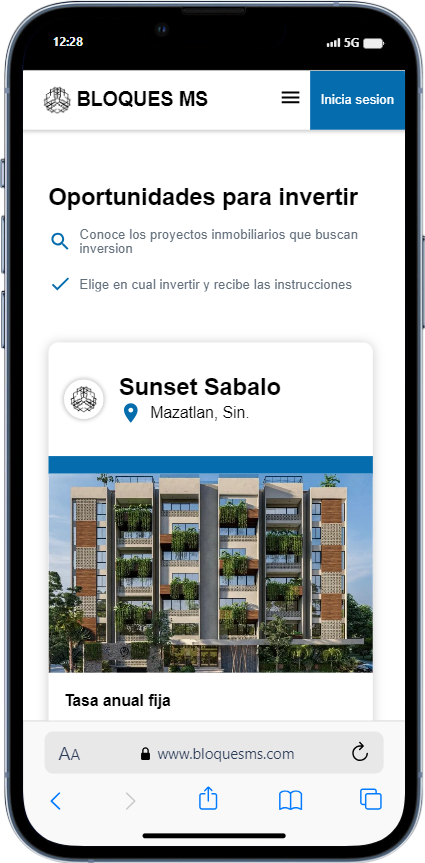 12:28
5G
BLOQUES MS
Inicia sesion
Oportunidades para invertir
Conoce los proyectos inmobiliarios que buscan
inversion
Elige en cual invertir y recibe las instrucciones
Sunset Sabalo
Mazatlan, Sin.
Tasa anual fija
AA
www.bloquesms.com